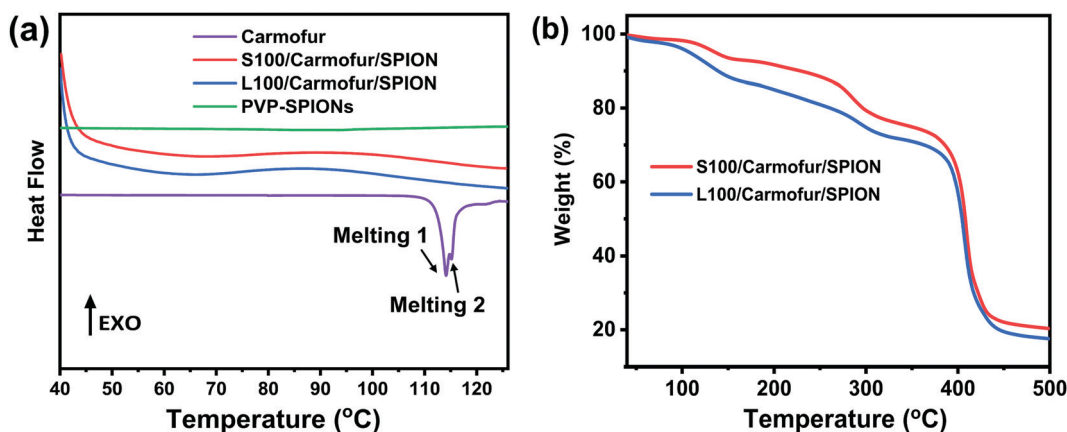 (a)
Carmofur
S100/Carmofur/SPION
L100/Carmofur/SPION
PVP-SPIONs
Heat Flow
Melting 1
Melting 2
EXO
40 50 60 70 80 90 100 110 120
Temperature (°C)
(b)
100
80
60
40
20
Weight (%)
S100/Carmofur/SPION
L100/Carmofur/SPION
100 200 300 400 500
Temperature (°C)